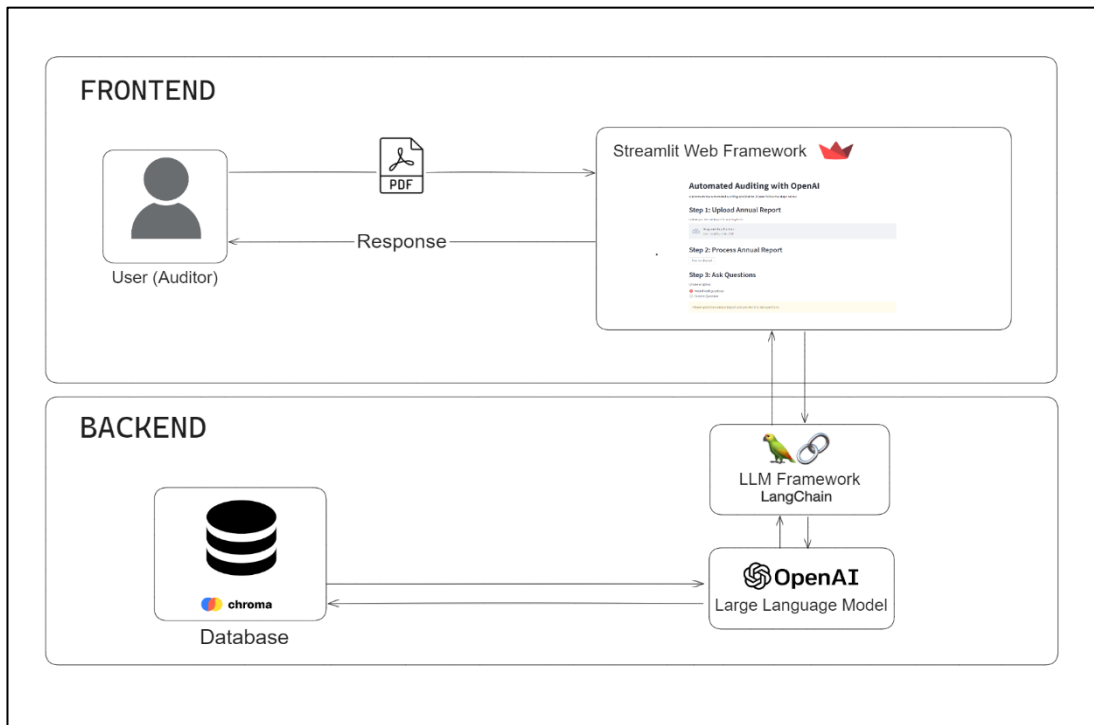 FRONTEND
PDF
Streamlit Web Framework
Automated Auditing with OpenAI
Step 1: Upload Annual Report
Step 2: Process Annual Report
Step 3: Ask Questions
Response
User (Auditor)
BACKEND
LLM Framework
LangChain
OpenAI
Large Language Model
chroma
Database